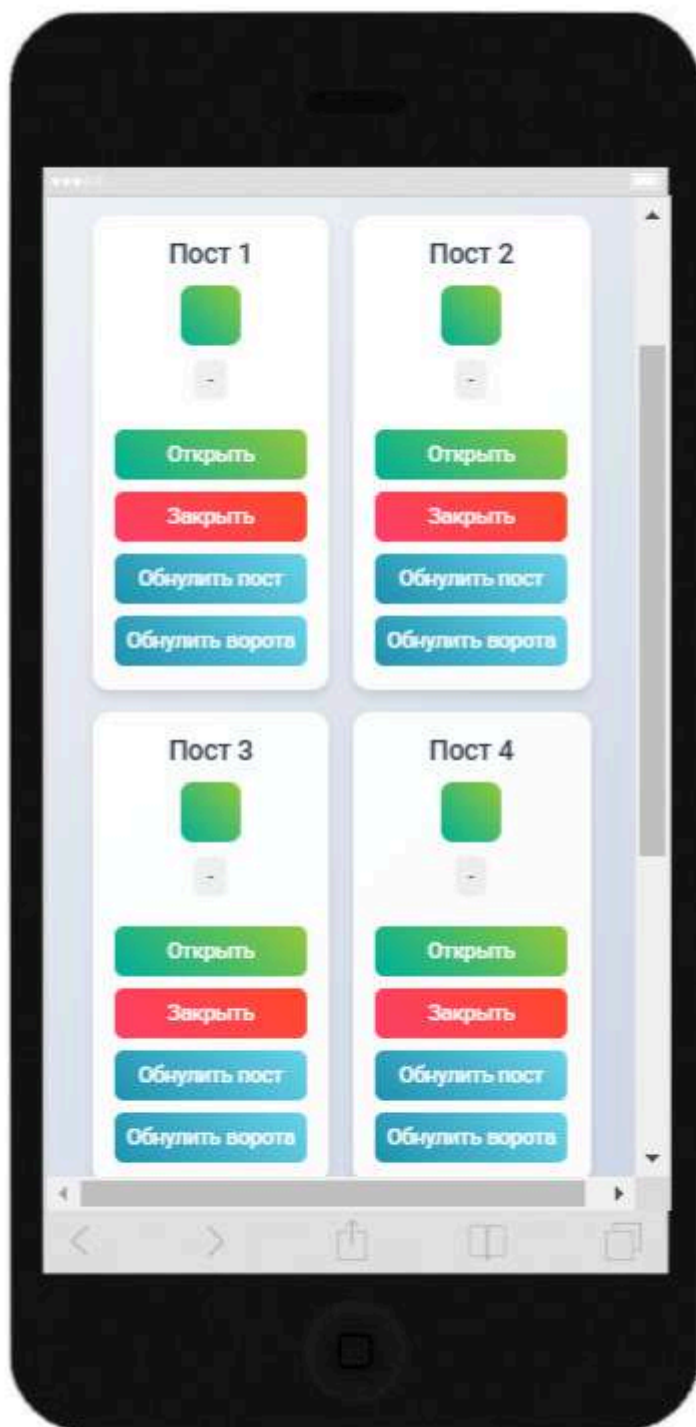 Пост 1
-
Открыть
Закрыть
Обнулить пост
Обнулить ворота
Пост 2
-
Открыть
Закрыть
Обнулить пост
Обнулить ворота
Пост 3
-
Открыть
Закрыть
Обнулить пост
Обнулить ворота
Пост 4
-
Открыть
Закрыть
Обнулить пост
Обнулить ворота